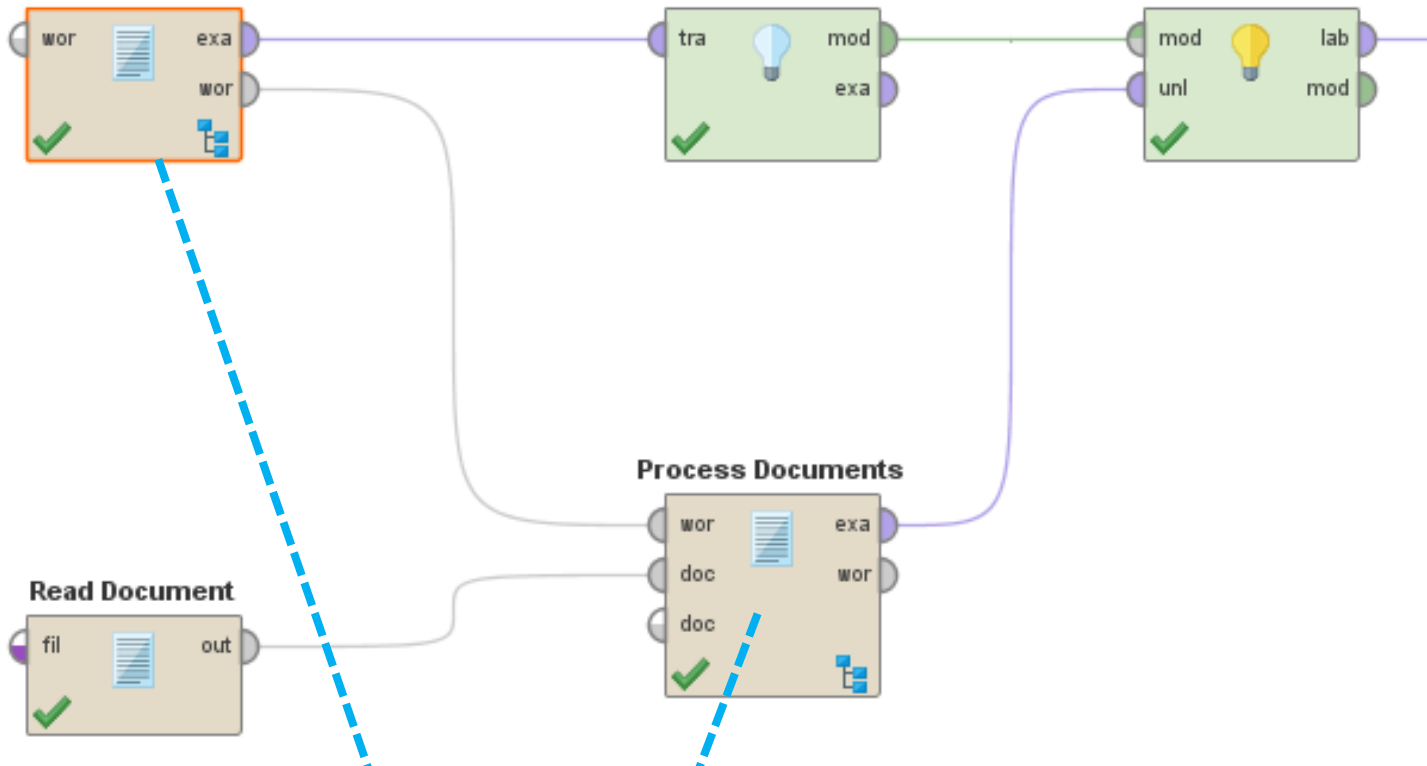 wor exa
wor
tra mod
exa
mod lab
unl mod
Process Documents
wor exa
doc wor
doc
Read Document
fil out